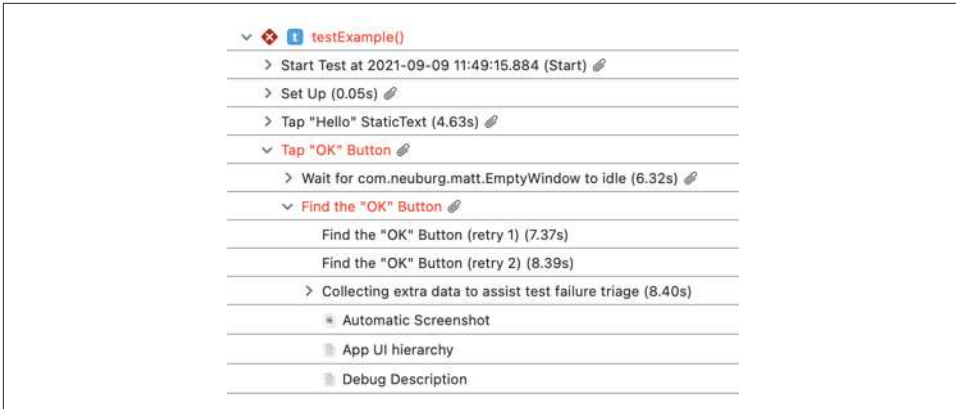 t testExample()
Start Test at 2021-09-09 11:49:15.884 (Start)
Set Up (0.05s)
Tap "Hello" StaticText (4.63s)
Tap "OK" Button
Wait for com.neuburg.matt.EmptyWindow to idle (6.32s)
Find the "OK" Button
Find the "OK" Button (retry 1) (7.37s)
Find the "OK" Button (retry 2) (8.39s)
Collecting extra data to assist test failure triage (8.40s)
Automatic Screenshot
App UI hierarchy
Debug Description